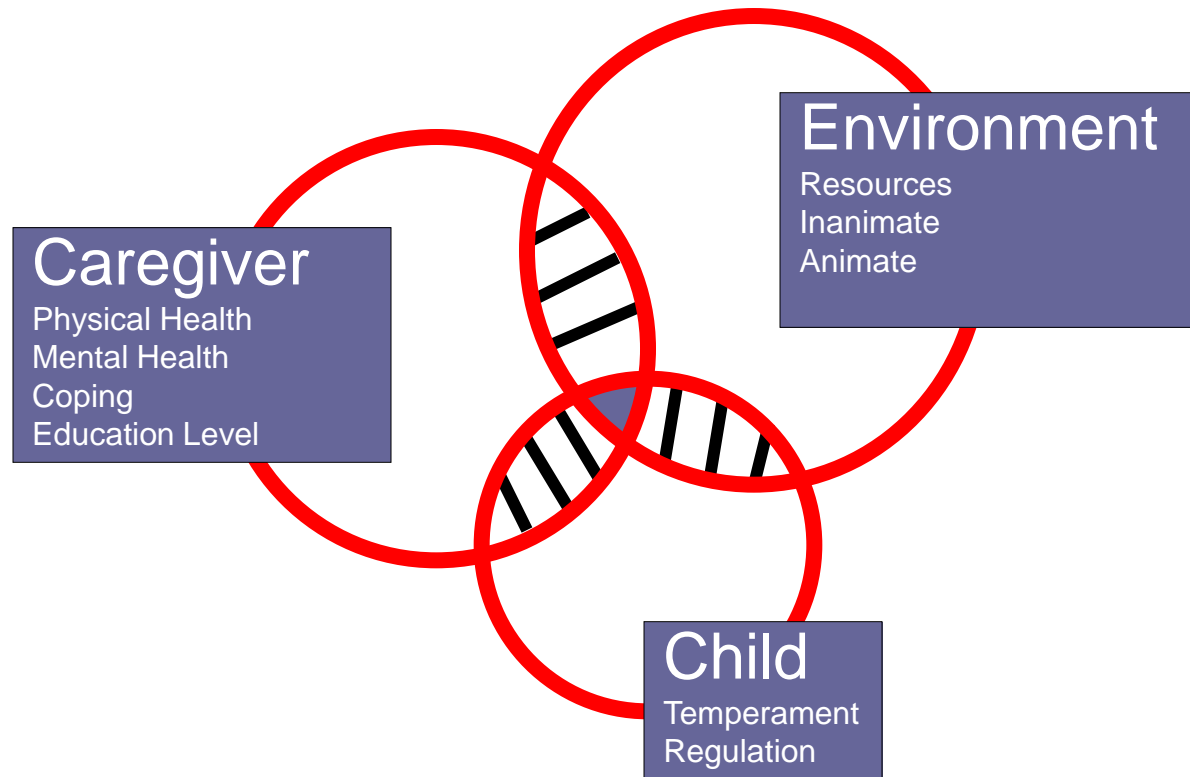 Environment
Resources
Inanimate
Animate
Caregiver
Physical Health
Mental Health
Coping
Education Level
Child
Temperament
Regulation